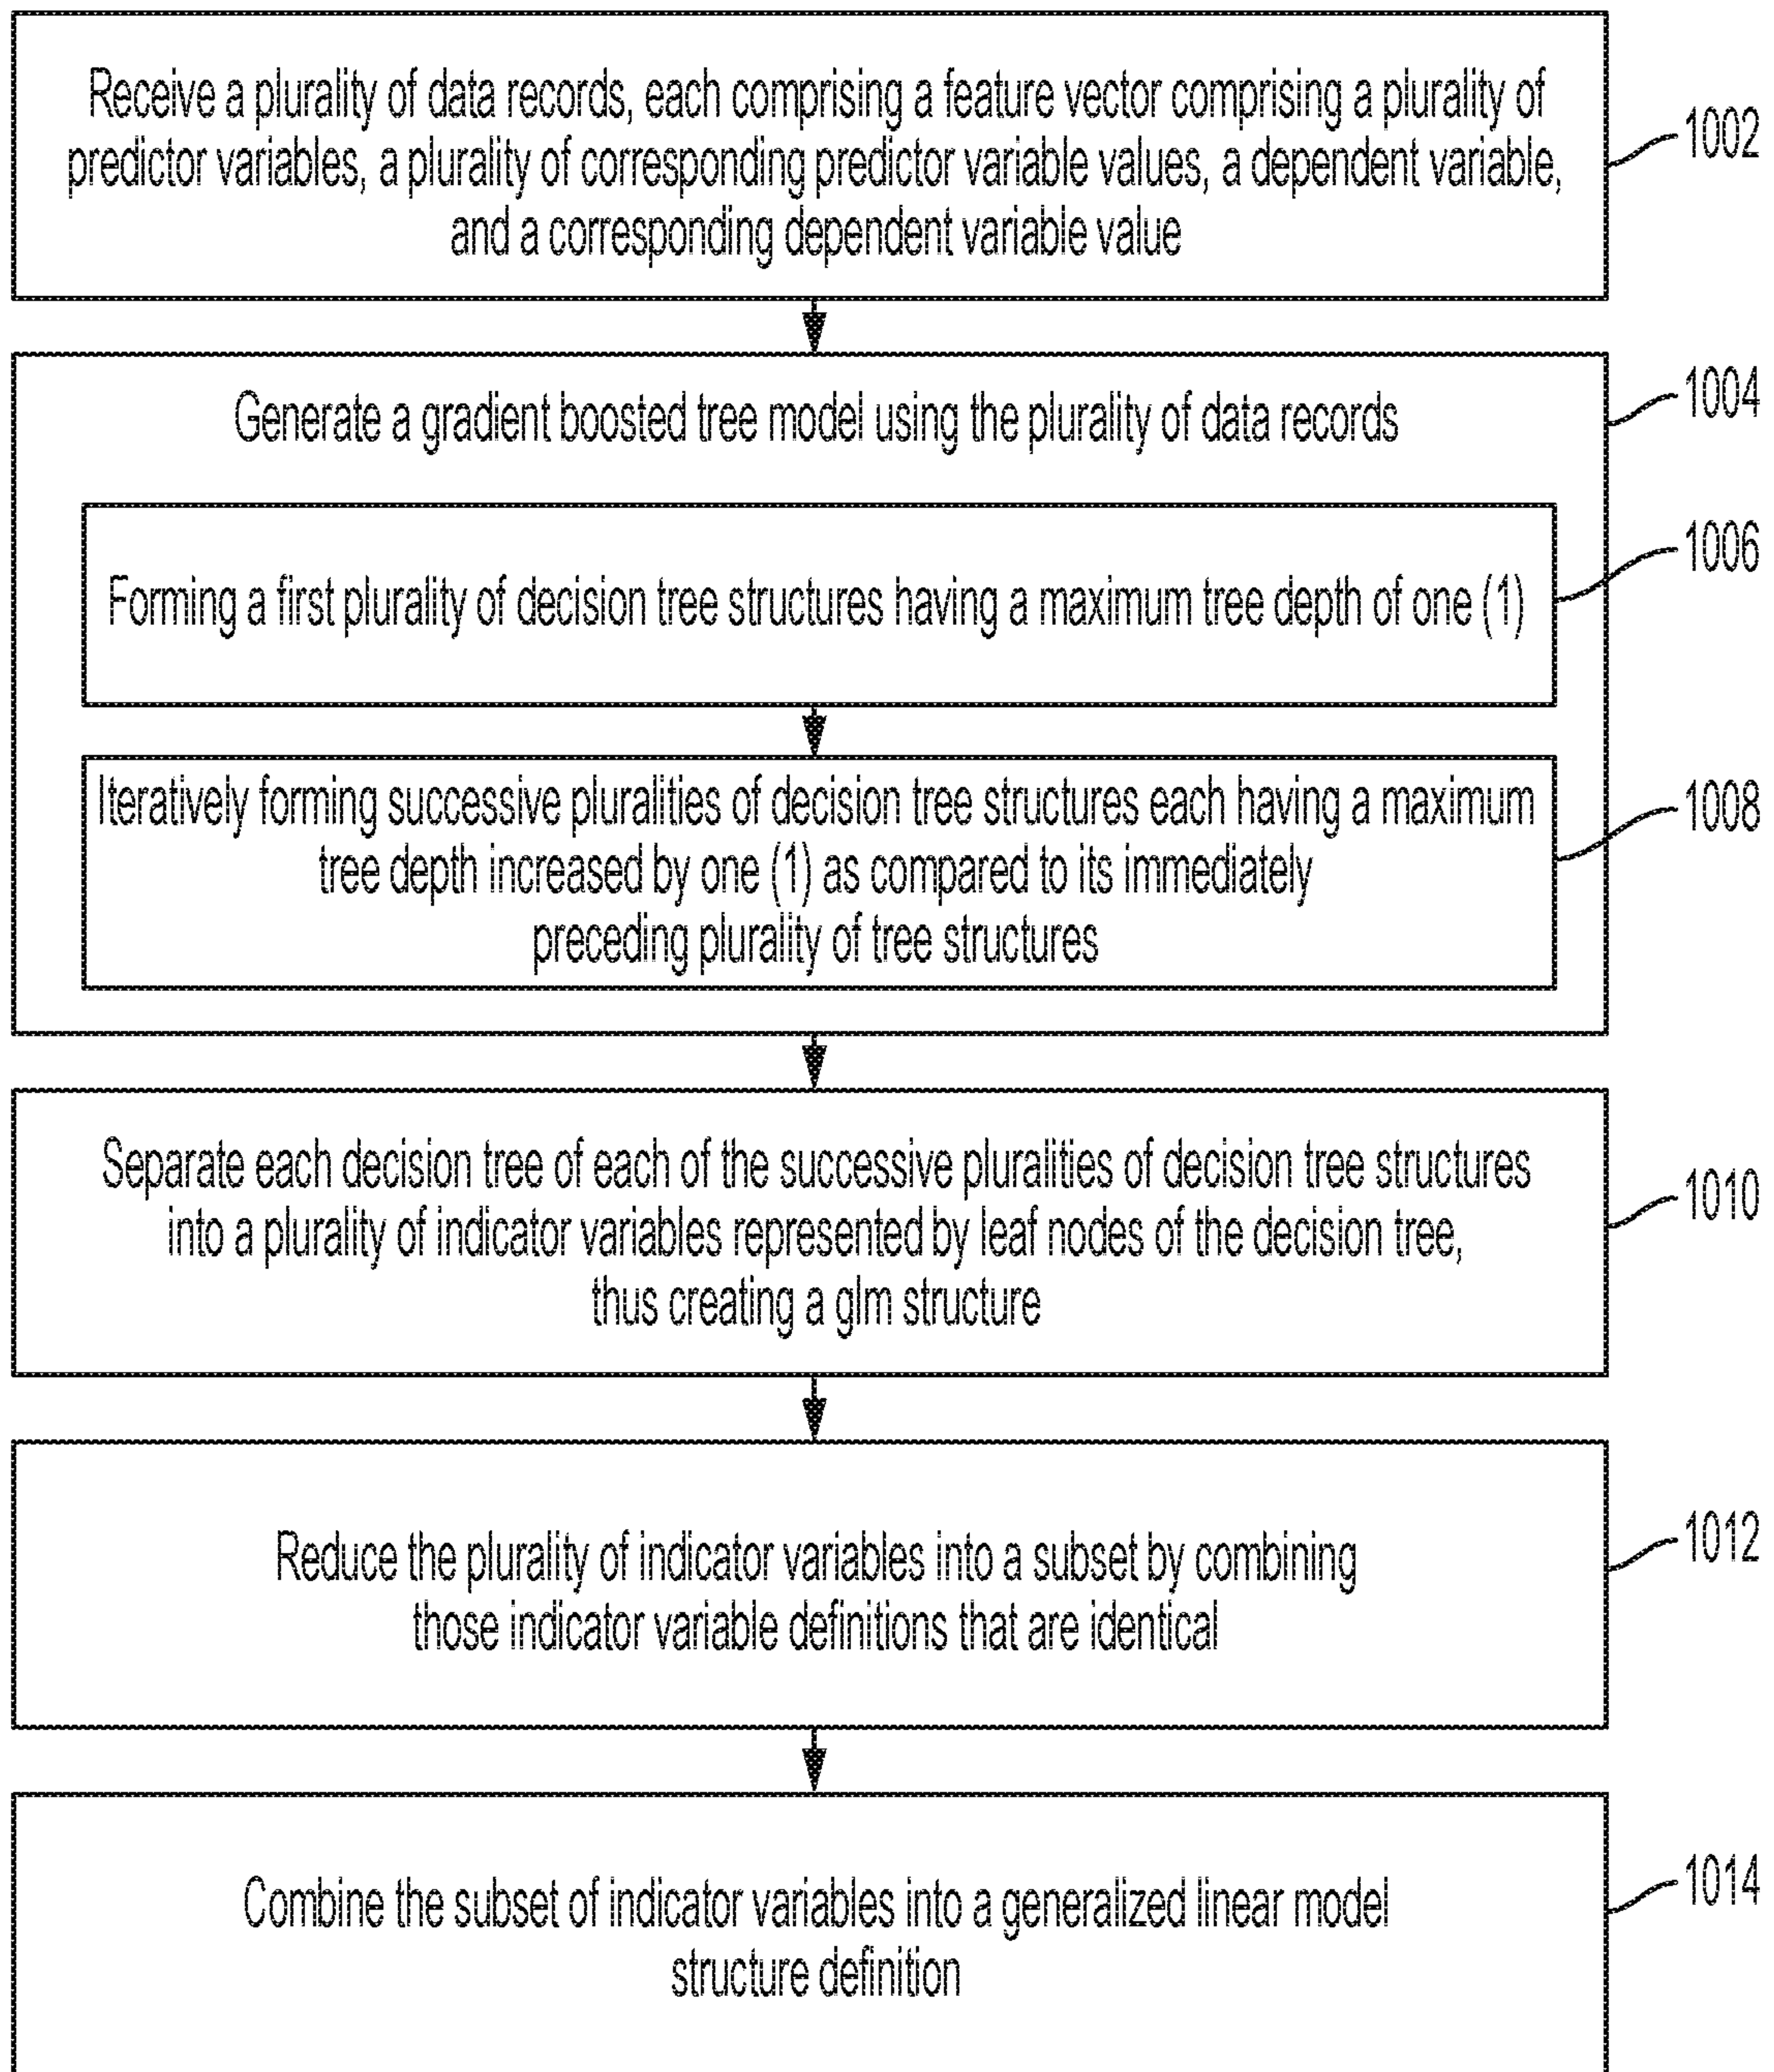 Receive a plurality of data records, each comprising a feature vector comprising a plurality of
predictor variables, a plurality of corresponding predictor variable values, a dependent variable,
and a corresponding dependent variable value
1002
Generate a gradient boosted tree model using the plurality of data records
1004
Forming a first plurality of decision tree structures having a maximum tree depth of one (1)
1006
Iteratively forming successive pluralities of decision tree structures each having a maximum
tree depth increased by one (1) as compared to its immediately
preceding plurality of tree structures
1008
Separate each decision tree of each of the successive pluralities of decision tree structures
into a plurality of indicator variables represented by leaf nodes of the decision tree,
thus creating a glm structure
1010
Reduce the plurality of indicator variables into a subset by combining
those indicator variable definitions that are identical
1012
Combine the subset of indicator variables into a generalized linear model
structure definition
1014